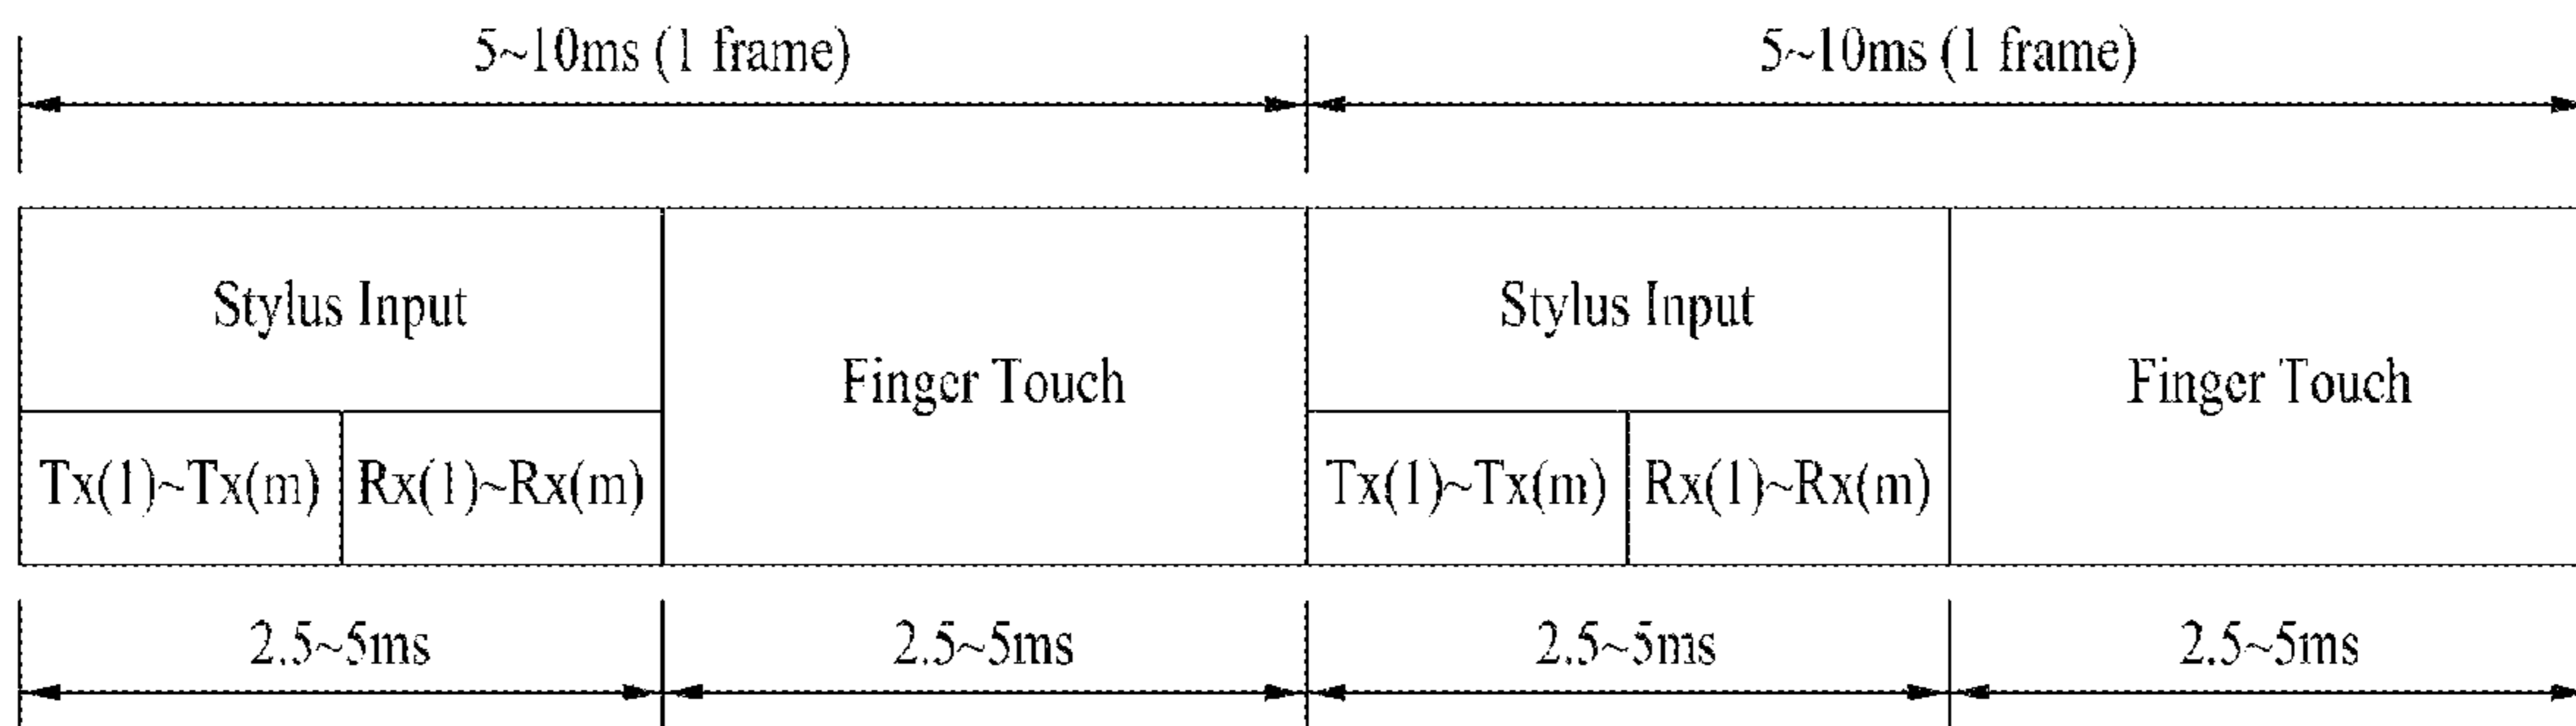 5~10ms (1 frame)
5~10ms (1 frame)
Stylus Input
Finger Touch
Tx(1)~Tx(m)
Rx(1)~Rx(m)
Stylus Input
Finger Touch
Tx(1)~Tx(m)
Rx(1)~Rx(m)
2.5~5ms
2.5~5ms
2.5~5ms
2.5~5ms